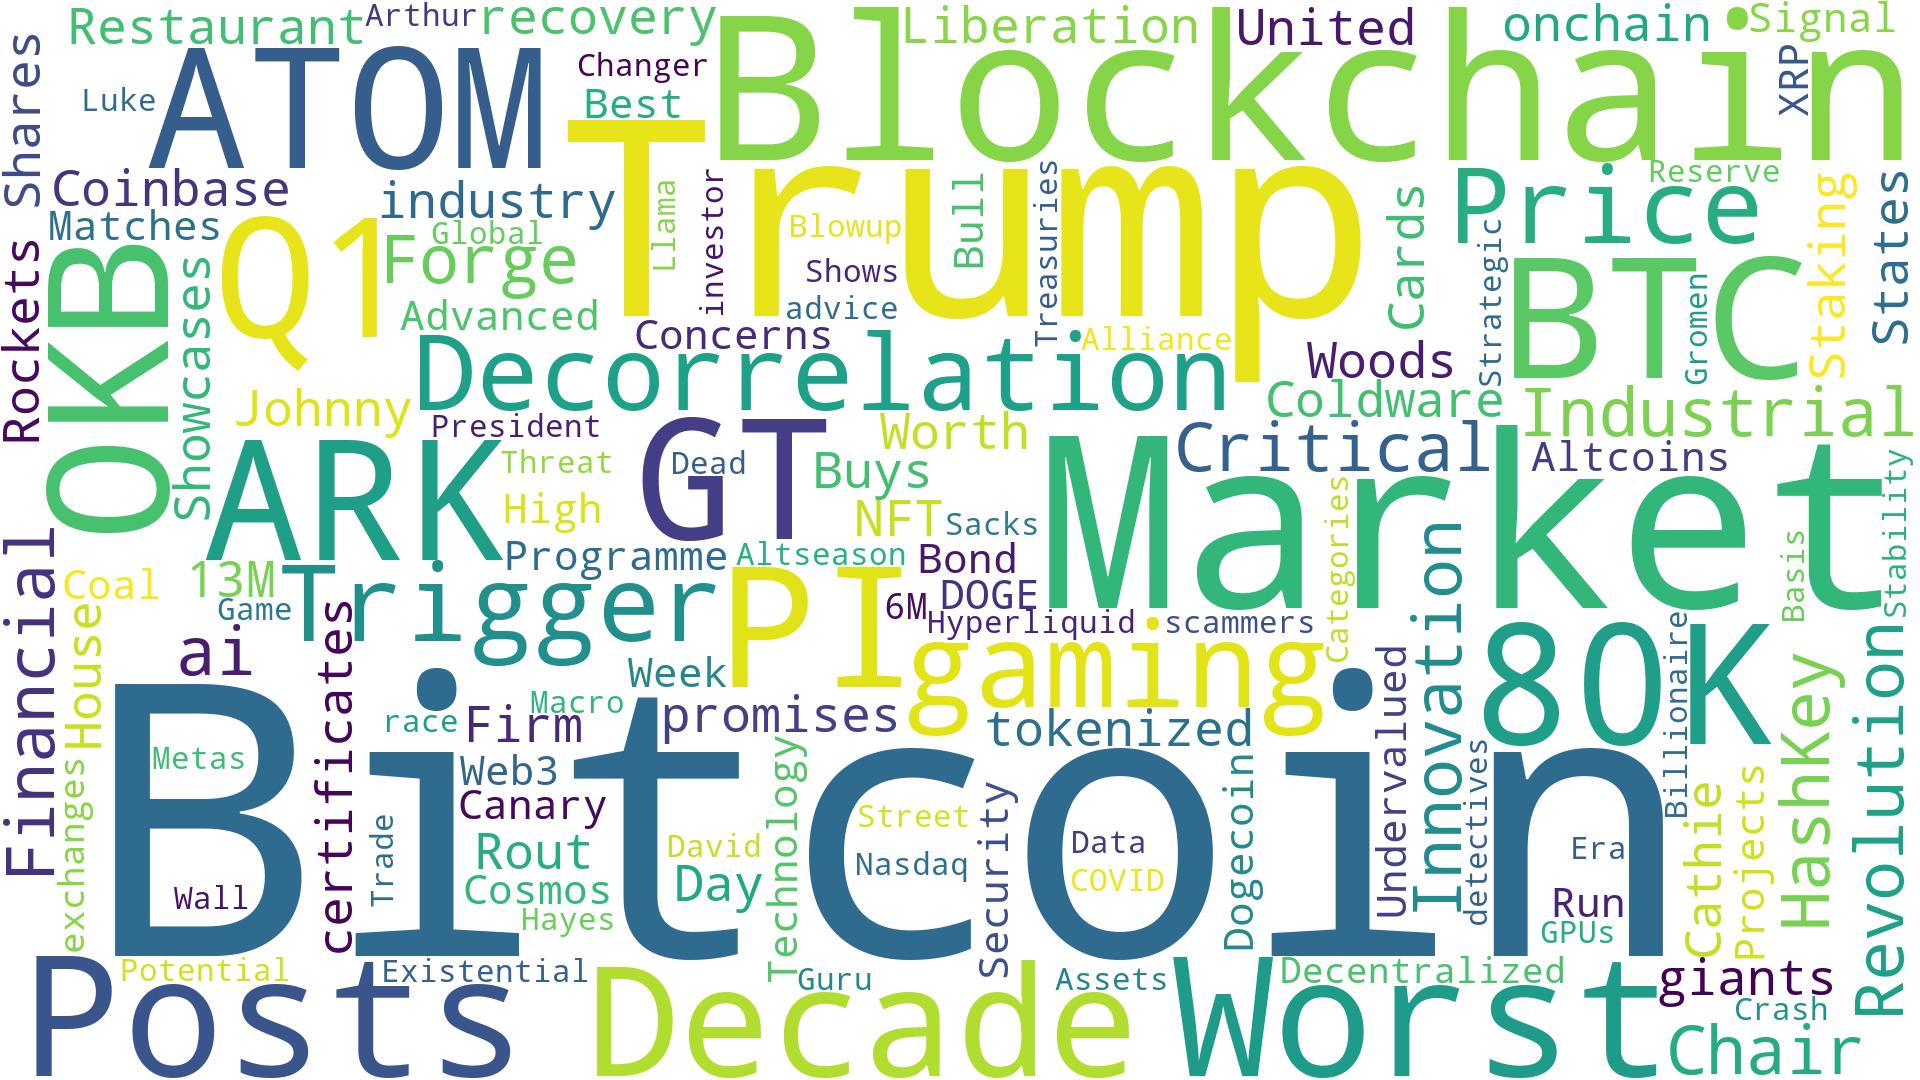 Restaurant
Arthur
recovery
Blockchain
Liberation
United
onchain
Signal
Shares
Luke
ATOM
Changer
Best
Trump
XRP
Coinbase
industry
Llama
investor
Blowup
Bull
Treasuries
Cards
Price
Reserve
Staking
States
Matches
Q1
Global
Forge
Shows
Strategic
BTC
Gromen
Rockets
OKB
Showcases
Advanced
advice
Concerns
Alliance
Woods
Decorrelation
Johnny
Coldware
Industrial
President
ARK
Threat
GT
Dead
Worth
Buys
Critical
Altcoins
Market
High
NFT
Sacks
Categories
Innovation
Basis
Stability
Financial
Programme
Altseason
Bond
Coal
13M
Trigger
PI
DOGE
6M
Game
Hyperliquid
scammers
House
certificates
ai
gaming
80K
Billionaire
Revolution
Week
Undervalued
HashKey
Macro
race
Firm
promises
tokenized
Bitcoin
Metas
Web3
Technology
detectives
exchanges
Canary
Trade
Street
Security
Data
Dogecoin
Era
Cathie
Projects
Rout
David
Nasdaq
Wall
Cosmos
Day
COVID
Run
Hayes
GPUs
Posts
Potential
Existential
Decade
Guru
Assets
Worst
Decentralized
giants
Crash
Chair